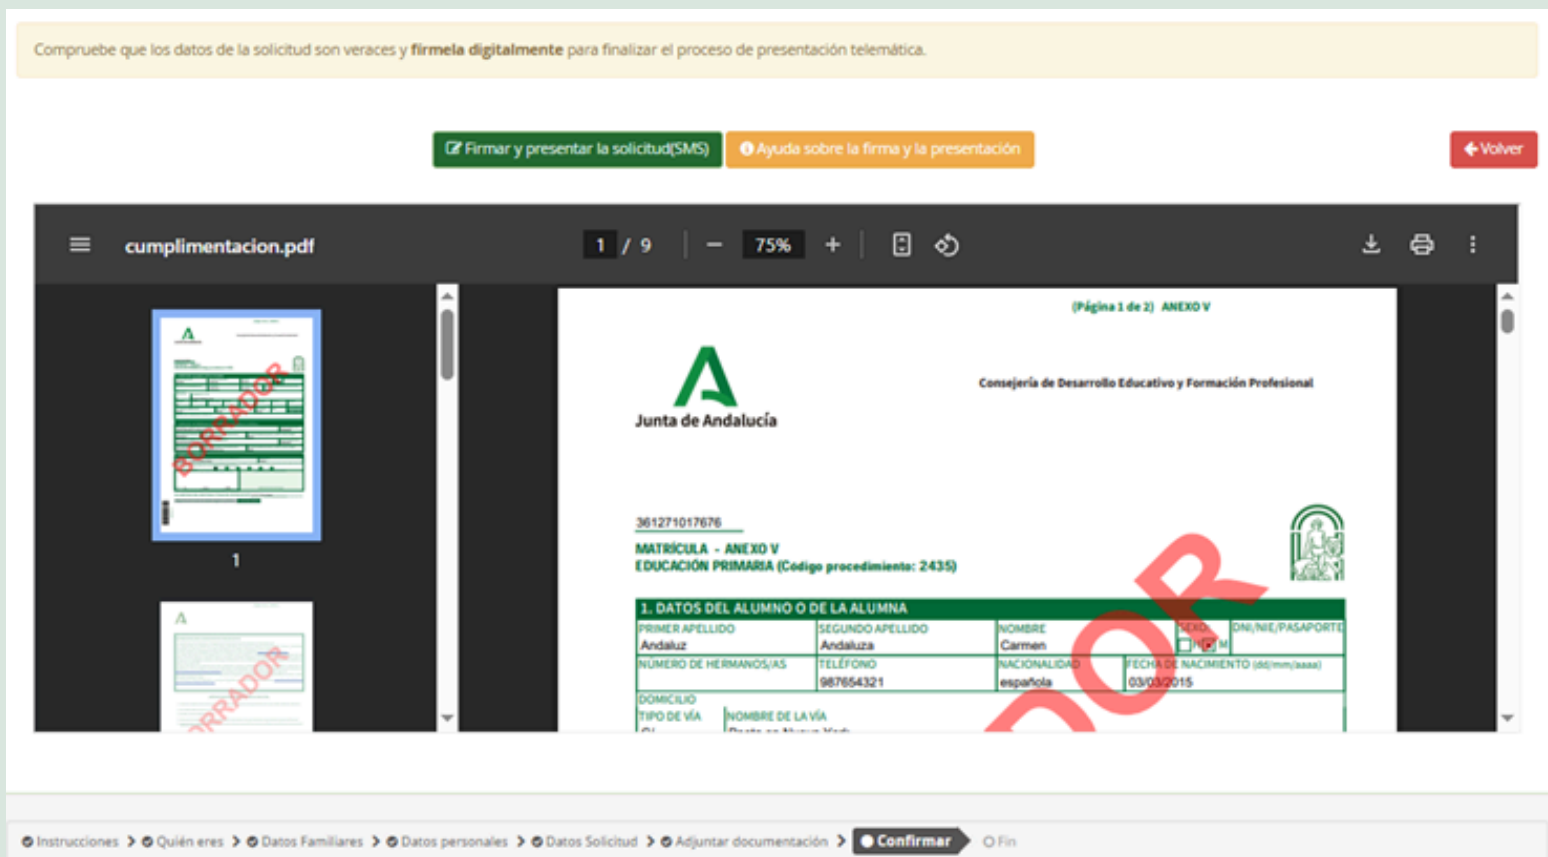 Compruebe que los datos de la solicitud son veraces y fírmela digitalmente para finalizar el proceso de presentación telemática.
Firmar y presentar la solicitud(SMS)
Ayuda sobre la firma y la presentación
Volver
cumplimentacion.pdf
1 / 9
75%
BORRADOR
1
BORRADOR
(Página 1 de 2) ANEXO V
Junta de Andalucía
Consejería de Desarrollo Educativo y Formación Profesional
361271017676
MATRÍCULA - ANEXO V
EDUCACIÓN PRIMARIA (Código procedimiento: 2435)
1. DATOS DEL ALUMNO O DE LA ALUMNA
PRIMER APELLIDO SEGUNDO APELLIDO NOMBRE SEXO: DNI/NIE/PASAPORTE
Andaluz Andaluza Carmen H M
NÚMERO DE HERMANOS/AS TELÉFONO NACIONALIDAD FECHA DE NACIMIENTO (dd/mm/aaaa)
987654321 española 03/03/2015
DOMICILIO
TIPO DE VÍA NOMBRE DE LA VÍA
DOR
Instrucciones Quién eres Datos Familiares Datos personales Datos Solicitud Adjuntar documentación Confirmar Fin